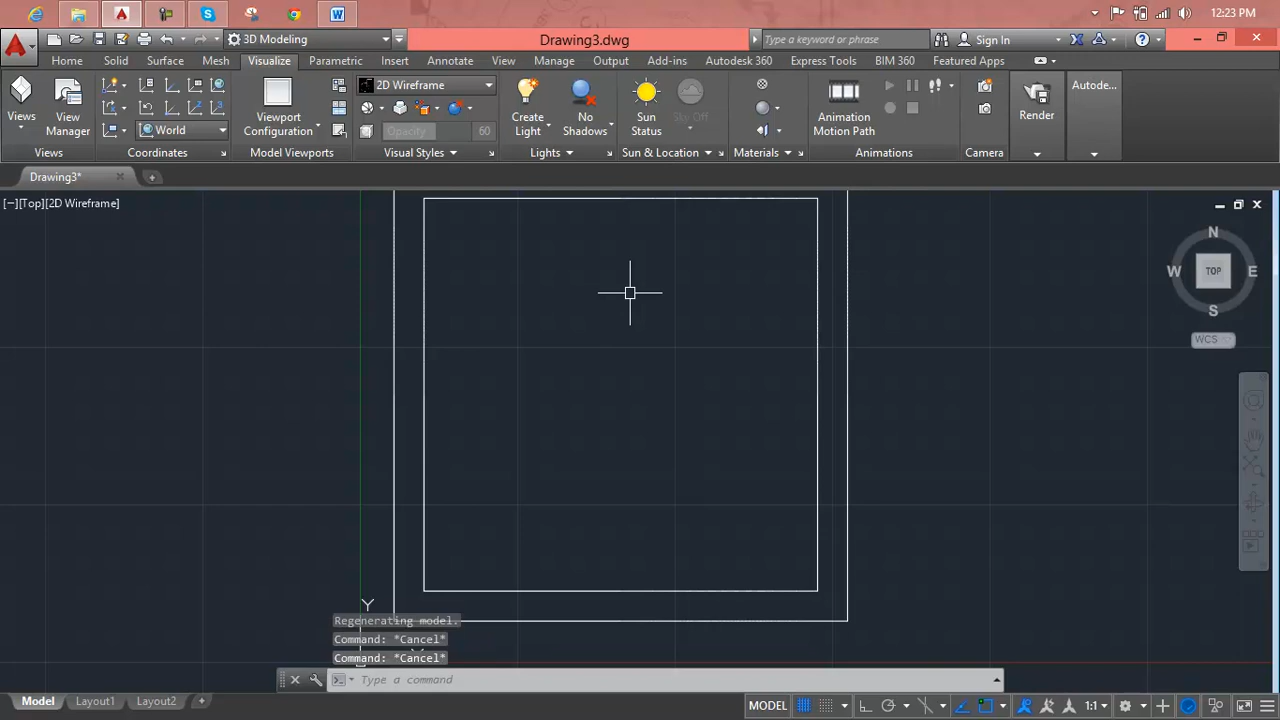 12:23 PM
3D Modeling
Drawing3.dwg
Type a keyword or phrase
Sign In
Home Solid Surface Mesh Visualize Parametric Insert Annotate View Manage Output Add-ins Autodesk 360 Express Tools BIM 360 Featured Apps
Views
View
Manager
World
Viewport
Configuration
2D Wireframe
Opacity 60
Create
Light
No
Shadows
Sun
Status
Sky Off
Animation
Motion Path
Render
Autode...
Views Coordinates Model Viewports Visual Styles Lights Sun & Location Materials Animations Camera
Drawing3*
[−][Top][2D Wireframe]
N
W TOP E
S
WCS
Y
Regenerating model.
Command: *Cancel*
Command: *Cancel*
Type a command
Model Layout1 Layout2
MODEL
1:1